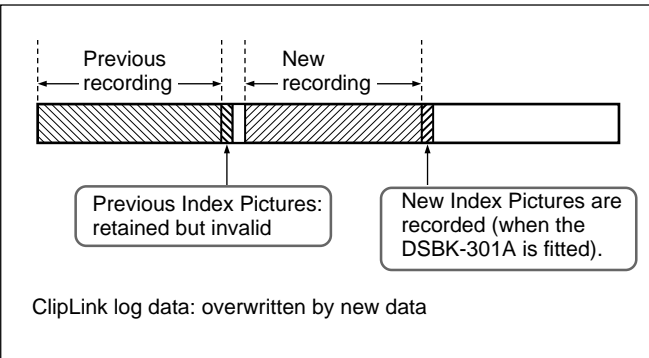 Previous
recording
New
recording
Previous Index Pictures:
retained but invalid
New Index Pictures are
recorded (when the
DSBK-301A is fitted).
ClipLink log data: overwritten by new data